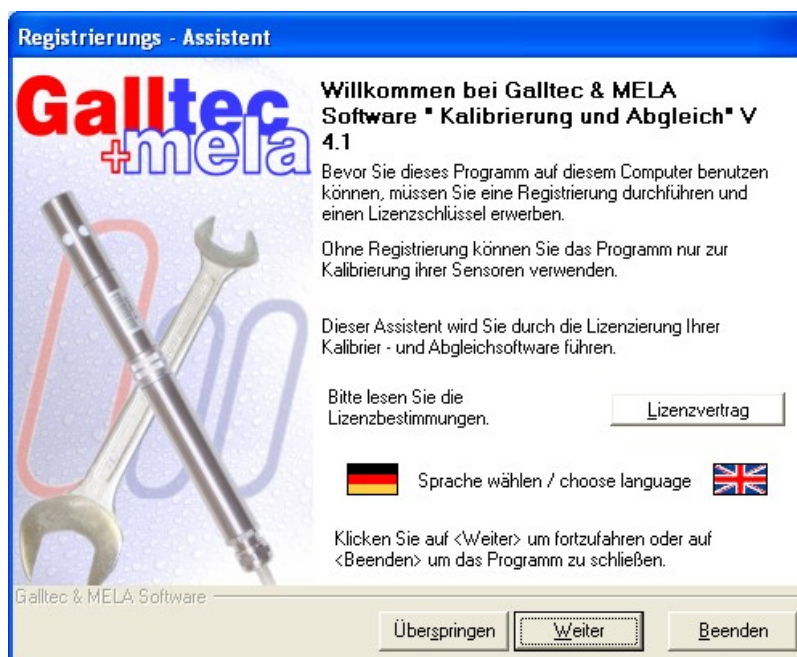 Registrierungs - Assistent
Galltec
+mela
Willkommen bei Galltec & MELA
Software " Kalibrierung und Abgleich" V
4.1
Bevor Sie dieses Programm auf diesem Computer benutzen
können, müssen Sie eine Registrierung durchführen und
einen Lizenzschlüssel erwerben.
Ohne Registrierung können Sie das Programm nur zur
Kalibrierung ihrer Sensoren verwenden.
Dieser Assistent wird Sie durch die Lizenzierung Ihrer
Kalibrier - und Abgleichsoftware führen.
Bitte lesen Sie die
Lizenzbestimmungen.
Lizenzvertrag
Sprache wählen / choose language
Klicken Sie auf <Weiter> um fortzufahren oder auf
<Beenden> um das Programm zu schließen.
Galltec & MELA Software
Überspringen
Weiter
Beenden